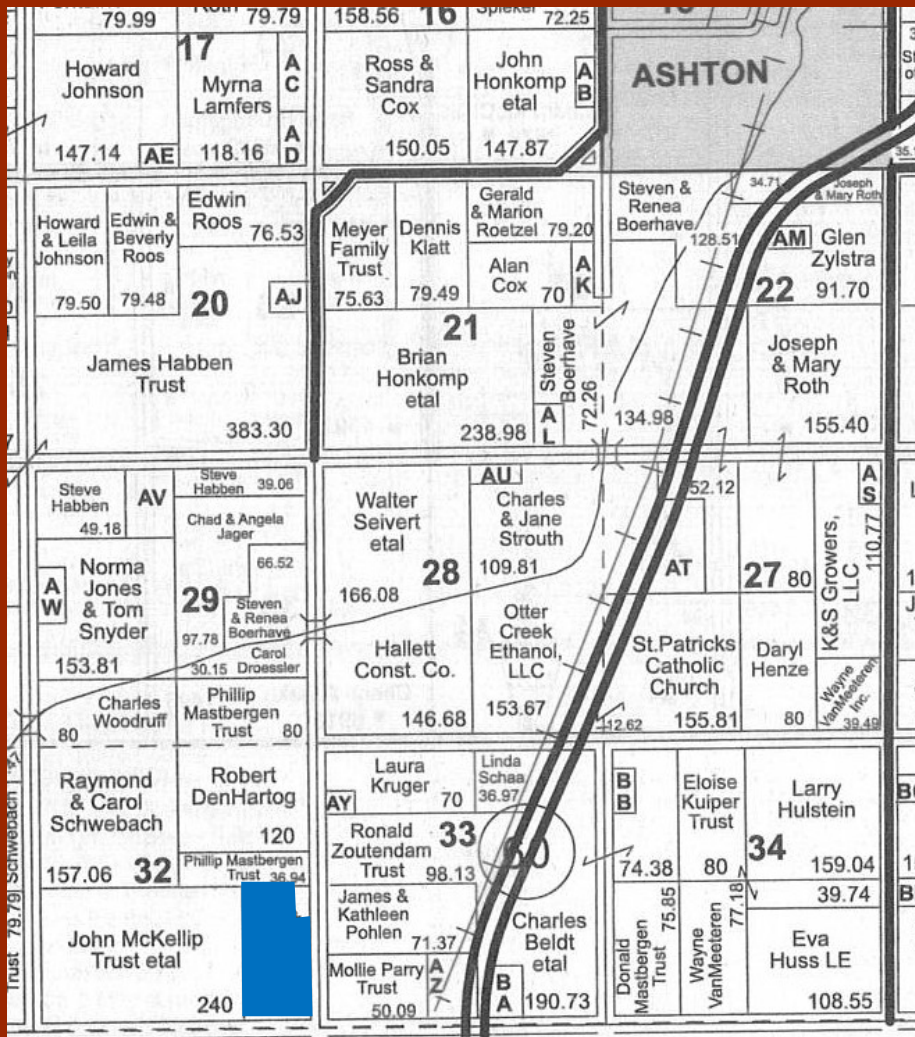 79.99
79.79
158.56
16
Spieker
72.25
17
Howard
Johnson
147.14
AE
Myrna
Lamfers
118.16
A
C
A
D
Ross &
Sandra
Cox
150.05
John
Honkomp
etal
147.87
A
B
ASHTON
Howard
& Leila
Johnson
79.50
Edwin &
Beverly
Roos
79.48
Edwin
Roos
76.53
20
AJ
James Habben
Trust
383.30
Meyer
Family
Trust
75.63
Dennis
Klatt
79.49
Gerald
& Marion
Roetzel 79.20
Alan
Cox 70
A
K
21
Brian
Honkomp
etal
238.98
Steven
Boerhave
72.26
A
L
Steven &
Renea
Boerhave
128.51
34.71
Joseph
& Mary Roth
AM
Glen
Zylstra
22 91.70
Joseph
& Mary
Roth
155.40
134.98
Steve
Habben
49.18
AV
Steve
Habben 39.06
Chad & Angela
Jager
66.52
A
W
Norma
Jones
& Tom
Snyder
153.81
29
97.78
Steven
& Renea
Boerhave
30.15
Carol
Droessler
Charles
Woodruff
80
Phillip
Mastbergen
Trust 80
Walter
Seivert
etal
166.08
28
AU
Charles
& Jane
Strouth
109.81
Hallett
Const. Co.
146.68
Otter
Creek
Ethanol,
LLC
153.67
52.12
AT
27 80
A
S
K&S Growers,
LLC
110.77
St.Patricks
Catholic
Church
155.81
12.62
Daryl
Henze
80
Wayne
VanMeeteren
Inc.
39.49
Raymond
& Carol
Schwebach
157.06
32
Robert
DenHartog
120
Phillip Mastbergen
Trust 36.94
John McKellip
Trust etal
240
79.79 Schwebach
Trust
Laura
Kruger
70
AY
Linda
Schaa
36.97
33
60
Ronald
Zoutendam
Trust 98.13
James &
Kathleen
Pohlen
71.37
Mollie Parry
Trust
50.09
A
Z
B
A
Charles
Beldt
etal
190.73
B
B
74.38
Eloise
Kuiper
Trust
80
34
Larry
Hulstein
159.04
39.74
Donald
Mastbergen
Trust
75.85
Wayne
VanMeeteren
77.18
Eva
Huss LE
108.55